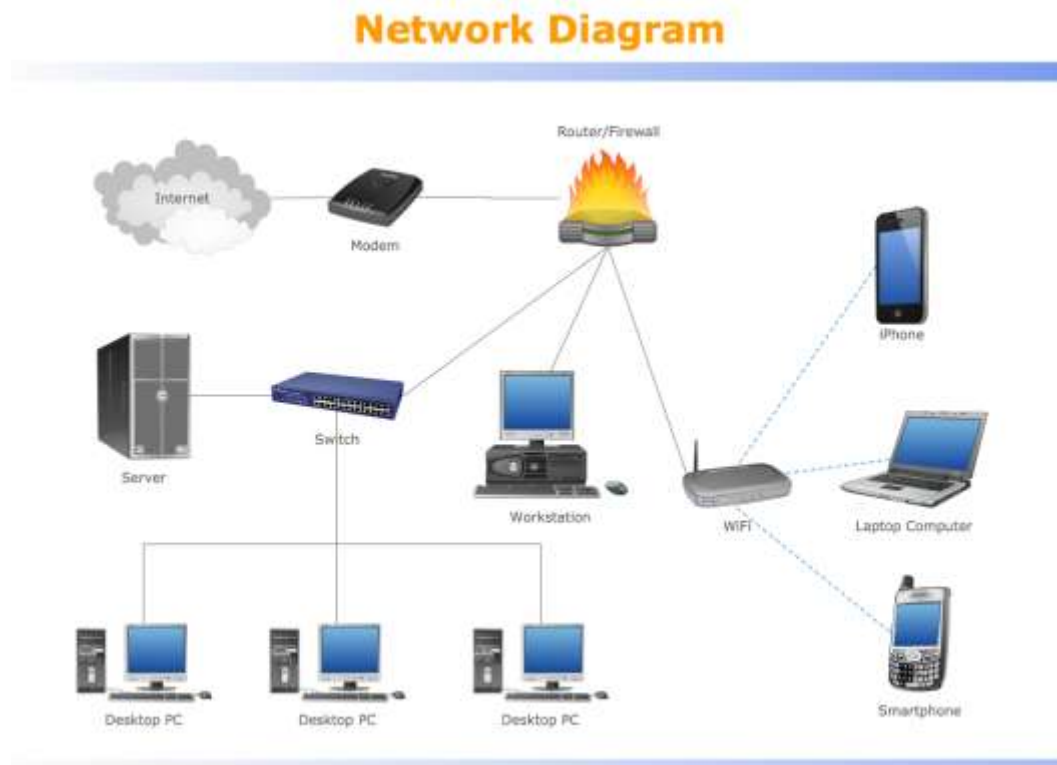 Network Diagram
Router/Firewall
Internet
Modem
iPhone
Switch
Server
Workstation
WiFi
Laptop Computer
Desktop PC
Desktop PC
Desktop PC
Smartphone